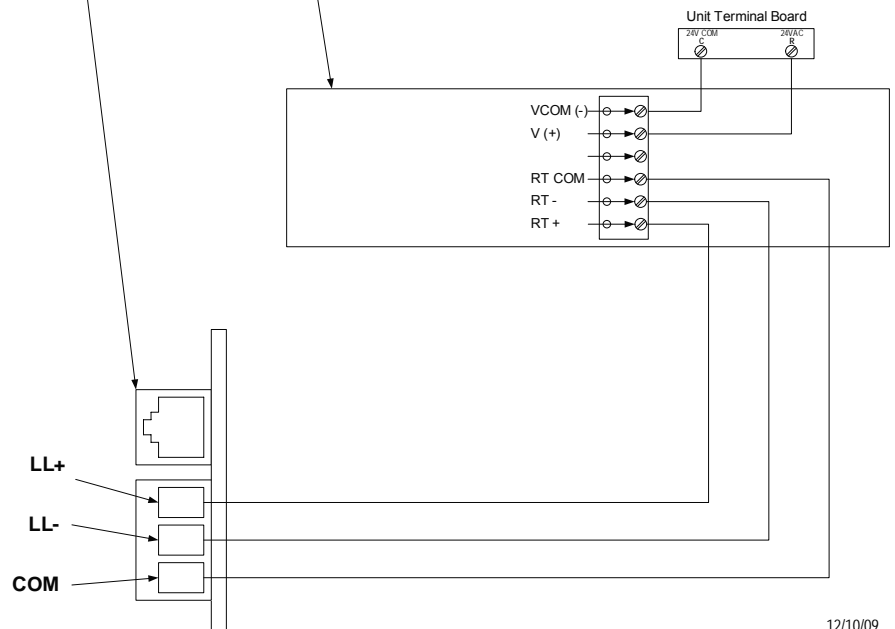 Unit Terminal Board
24V COM 24VAC
C R
VCOM (-)
V (+)
RT COM
RT -
RT +
LL+
LL-
COM
12/10/09